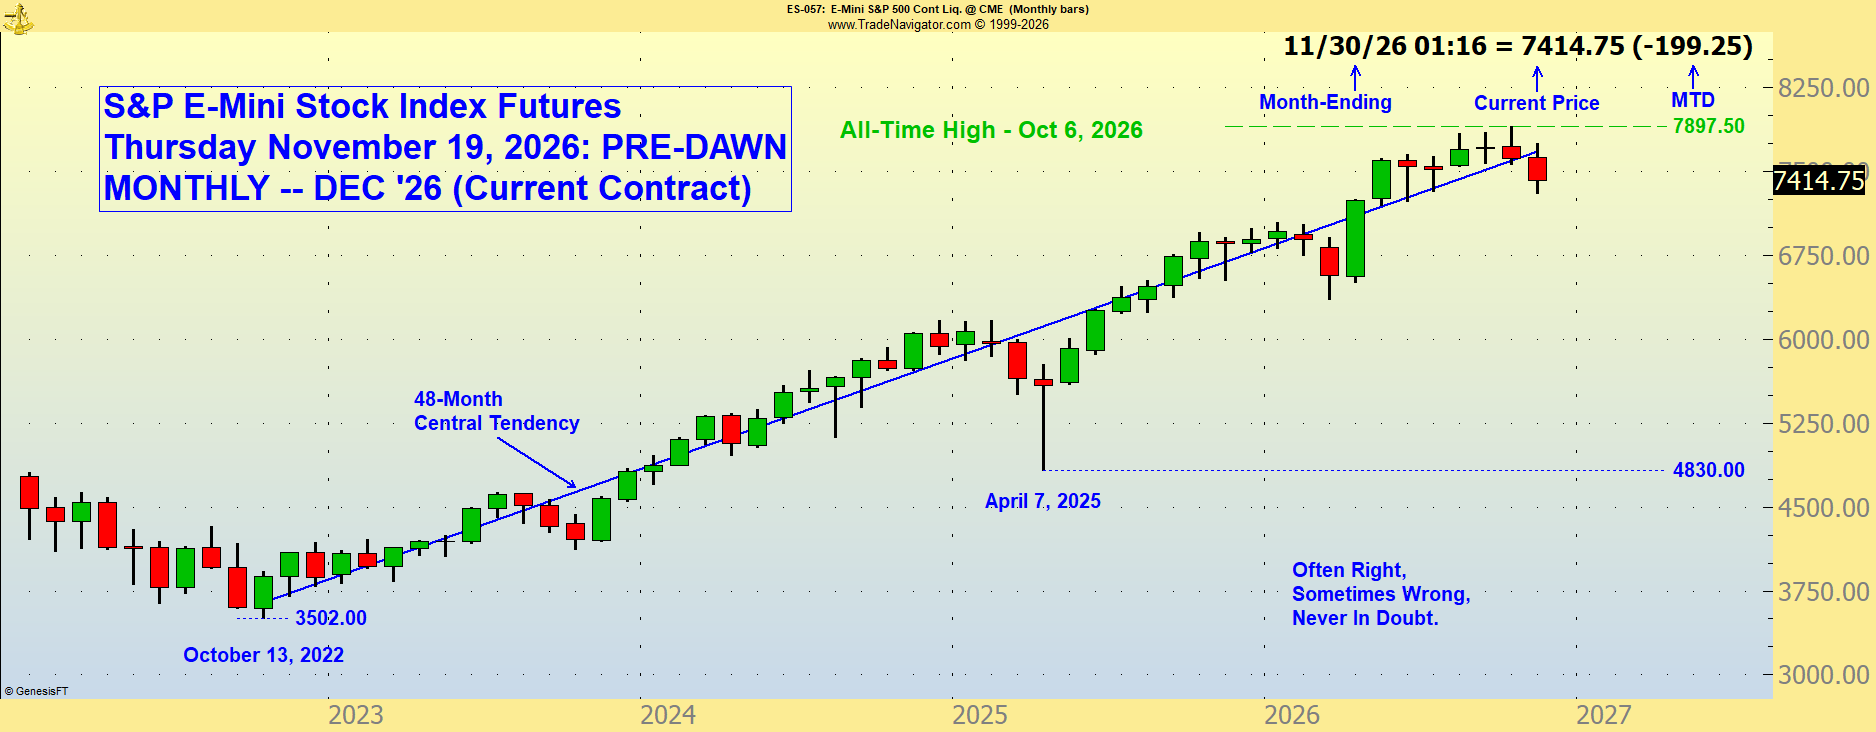 ES-057: E-Mini S&P 500 Cont Liq. @ CME (Monthly bars)
www.TradeNavigator.com © 1999-2026
11/30/26 01:16 = 7414.75 (-199.25)
Month-Ending
Current Price
MTD
S&P E-Mini Stock Index Futures
Thursday November 19, 2026: PRE-DAWN
MONTHLY -- DEC '26 (Current Contract)
All-Time High - Oct 6, 2026
7897.50
8250.00
7414.75
6750.00
6000.00
5250.00
4500.00
3750.00
3000.00
48-Month
Central Tendency
4830.00
April 7, 2025
3502.00
October 13, 2022
Often Right,
Sometimes Wrong,
Never In Doubt.
© GenesisFT
2023
2024
2025
2026
2027